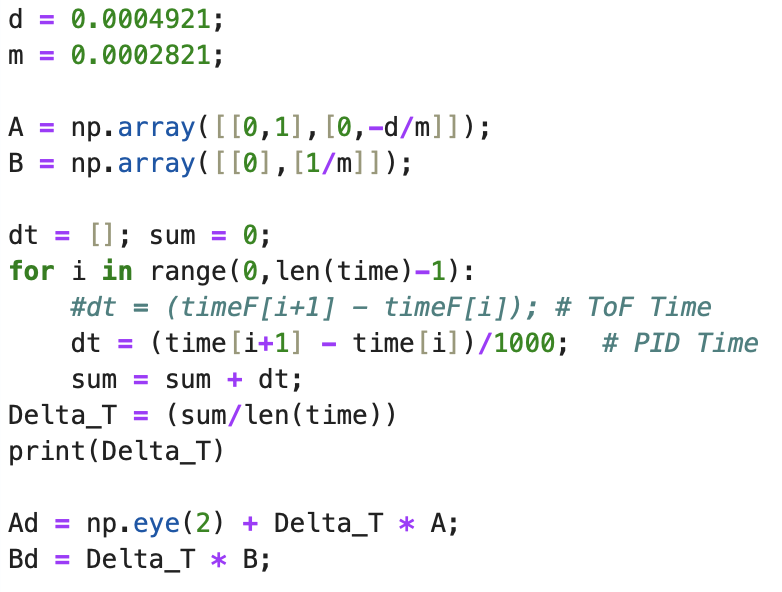 d = 0.0004921;
m = 0.0002821;

A = np.array([[0,1],[0,-d/m]]);
B = np.array([[0],[1/m]]);

dt = []; sum = 0;
for i in range(0,len(time)-1):
    #dt = (timeF[i+1] - timeF[i]); # ToF Time
    dt = (time[i+1] - time[i])/1000;  # PID Time
    sum = sum + dt;
Delta_T = (sum/len(time))
print(Delta_T)

Ad = np.eye(2) + Delta_T * A;
Bd = Delta_T * B;